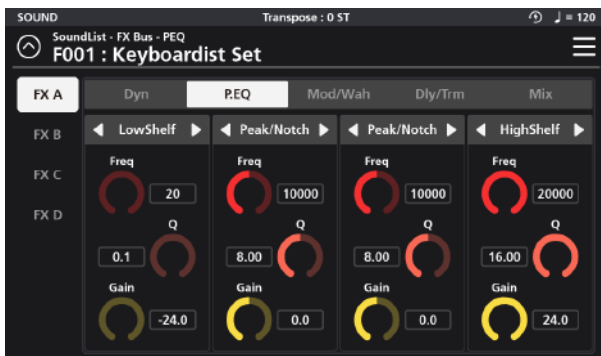 SOUND Transpose : 0 ST ♩ = 120
SoundList - FX Bus - PEQ
F001 : Keyboardist Set
FX A Dyn P.EQ Mod/Wah Dly/Trm Mix
FX B LowShelf Peak/Notch Peak/Notch HighShelf
Freq Freq Freq Freq
FX C
20 10000 10000 20000
FX D
Q Q Q Q
0.1 8.00 8.00 16.00
Gain Gain Gain Gain
-24.0 0.0 0.0 24.0